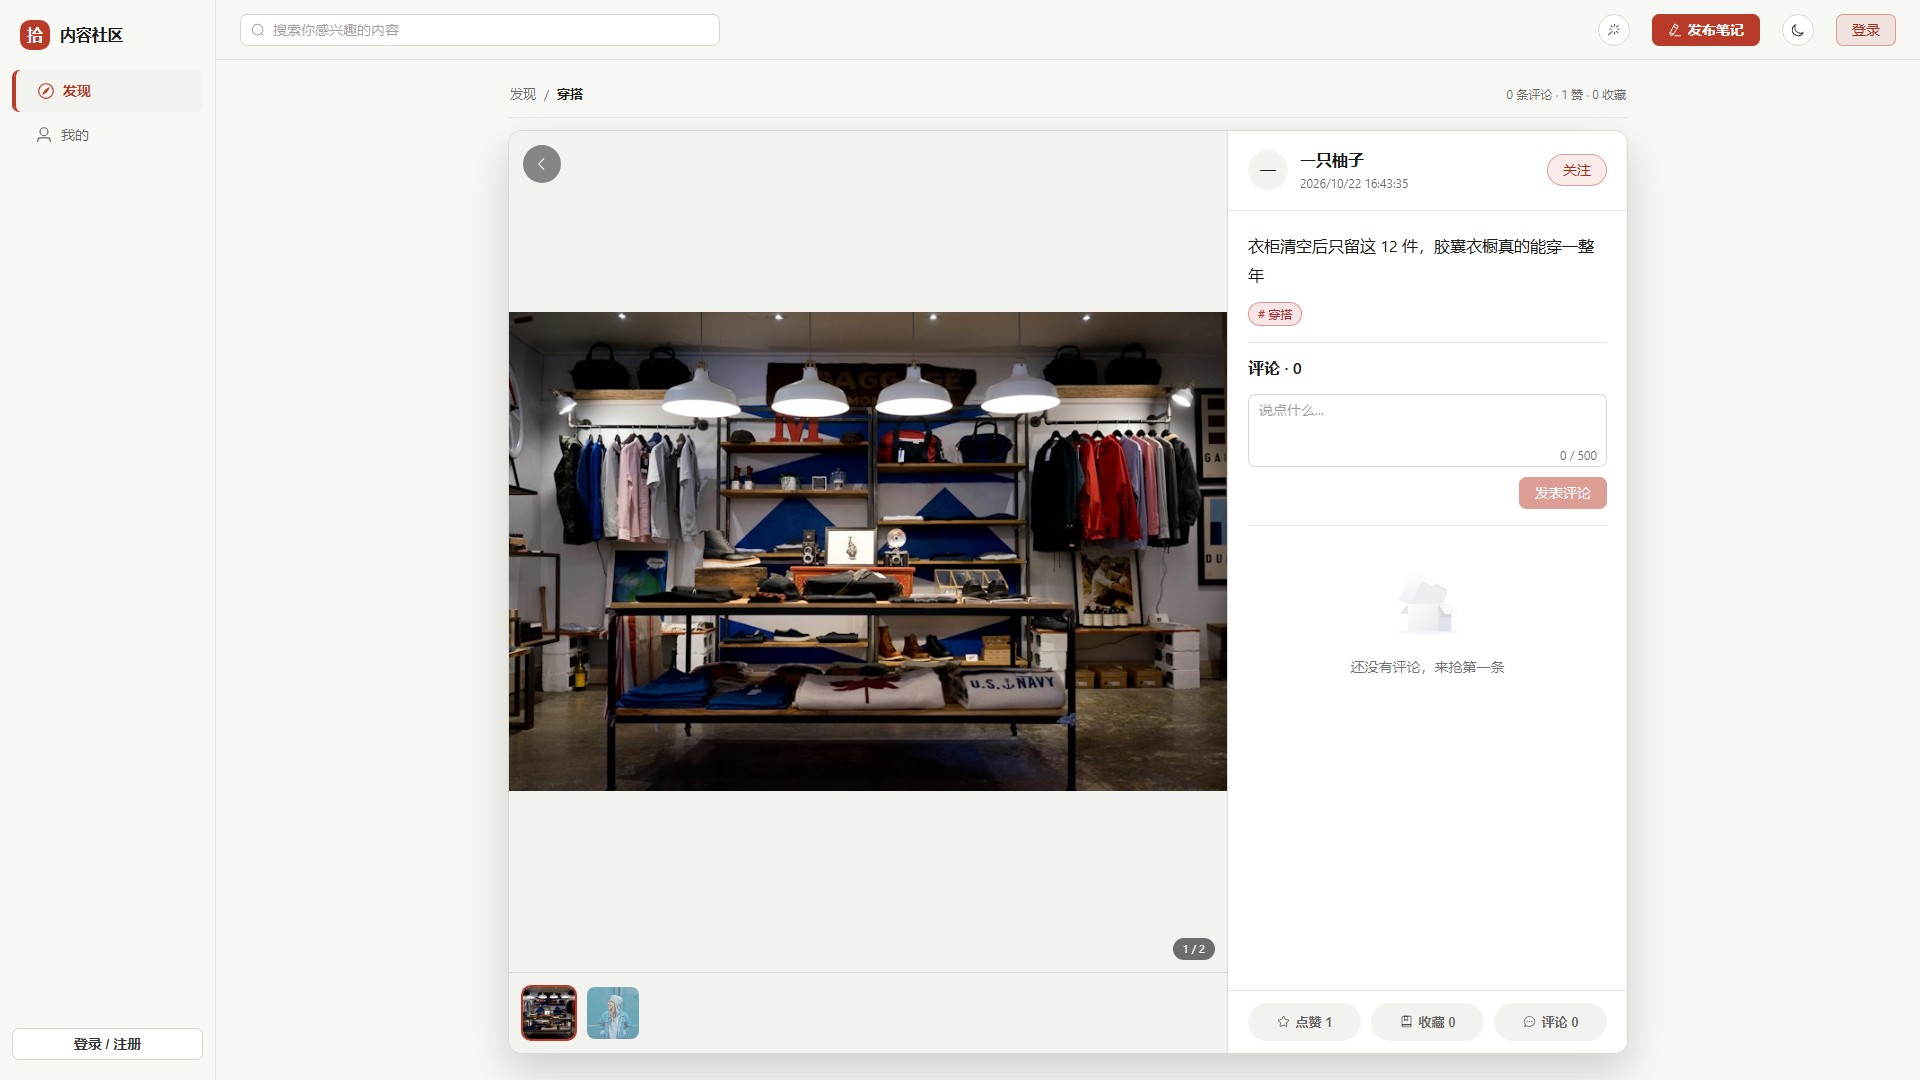 拾 内容社区
搜索你感兴趣的内容
发布笔记
登录
发现
我的
发现 / 穿搭
0 条评论 · 1 赞 · 0 收藏
一
一只柚子
2026/10/22 16:43:35
关注
衣柜清空后只留这 12 件，胶囊衣橱真的能穿一整
年
# 穿搭
评论 · 0
说点什么...
0 / 500
发表评论
还没有评论，来抢第一条
BAGGAGE
M
U.S. NAVY
1 / 2
点赞 1
收藏 0
评论 0
登录 / 注册